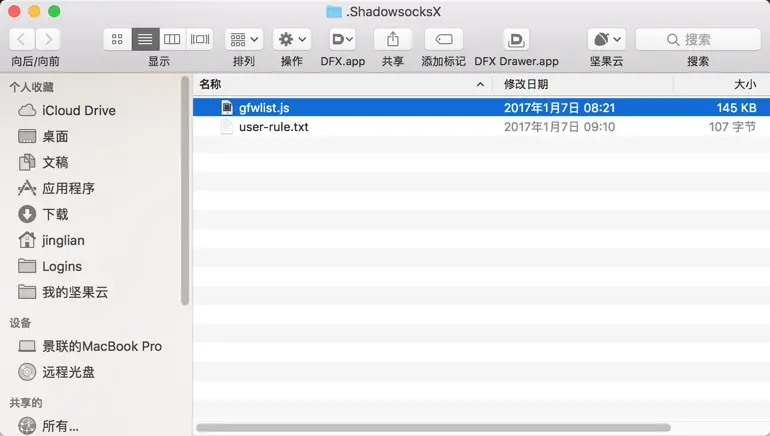 .ShadowsocksX
向后/向前
显示
排列
操作
DFX.app
共享
添加标记
DFX Drawer.app
坚果云
搜索
搜索
个人收藏
iCloud Drive
桌面
文稿
应用程序
下载
jinglian
Logins
我的坚果云
设备
景联的MacBook Pro
远程光盘
共享的
所有...
名称 修改日期 大小
gfwlist.js 2017年1月7日 08:21 145 KB
user-rule.txt 2017年1月7日 09:10 107 字节